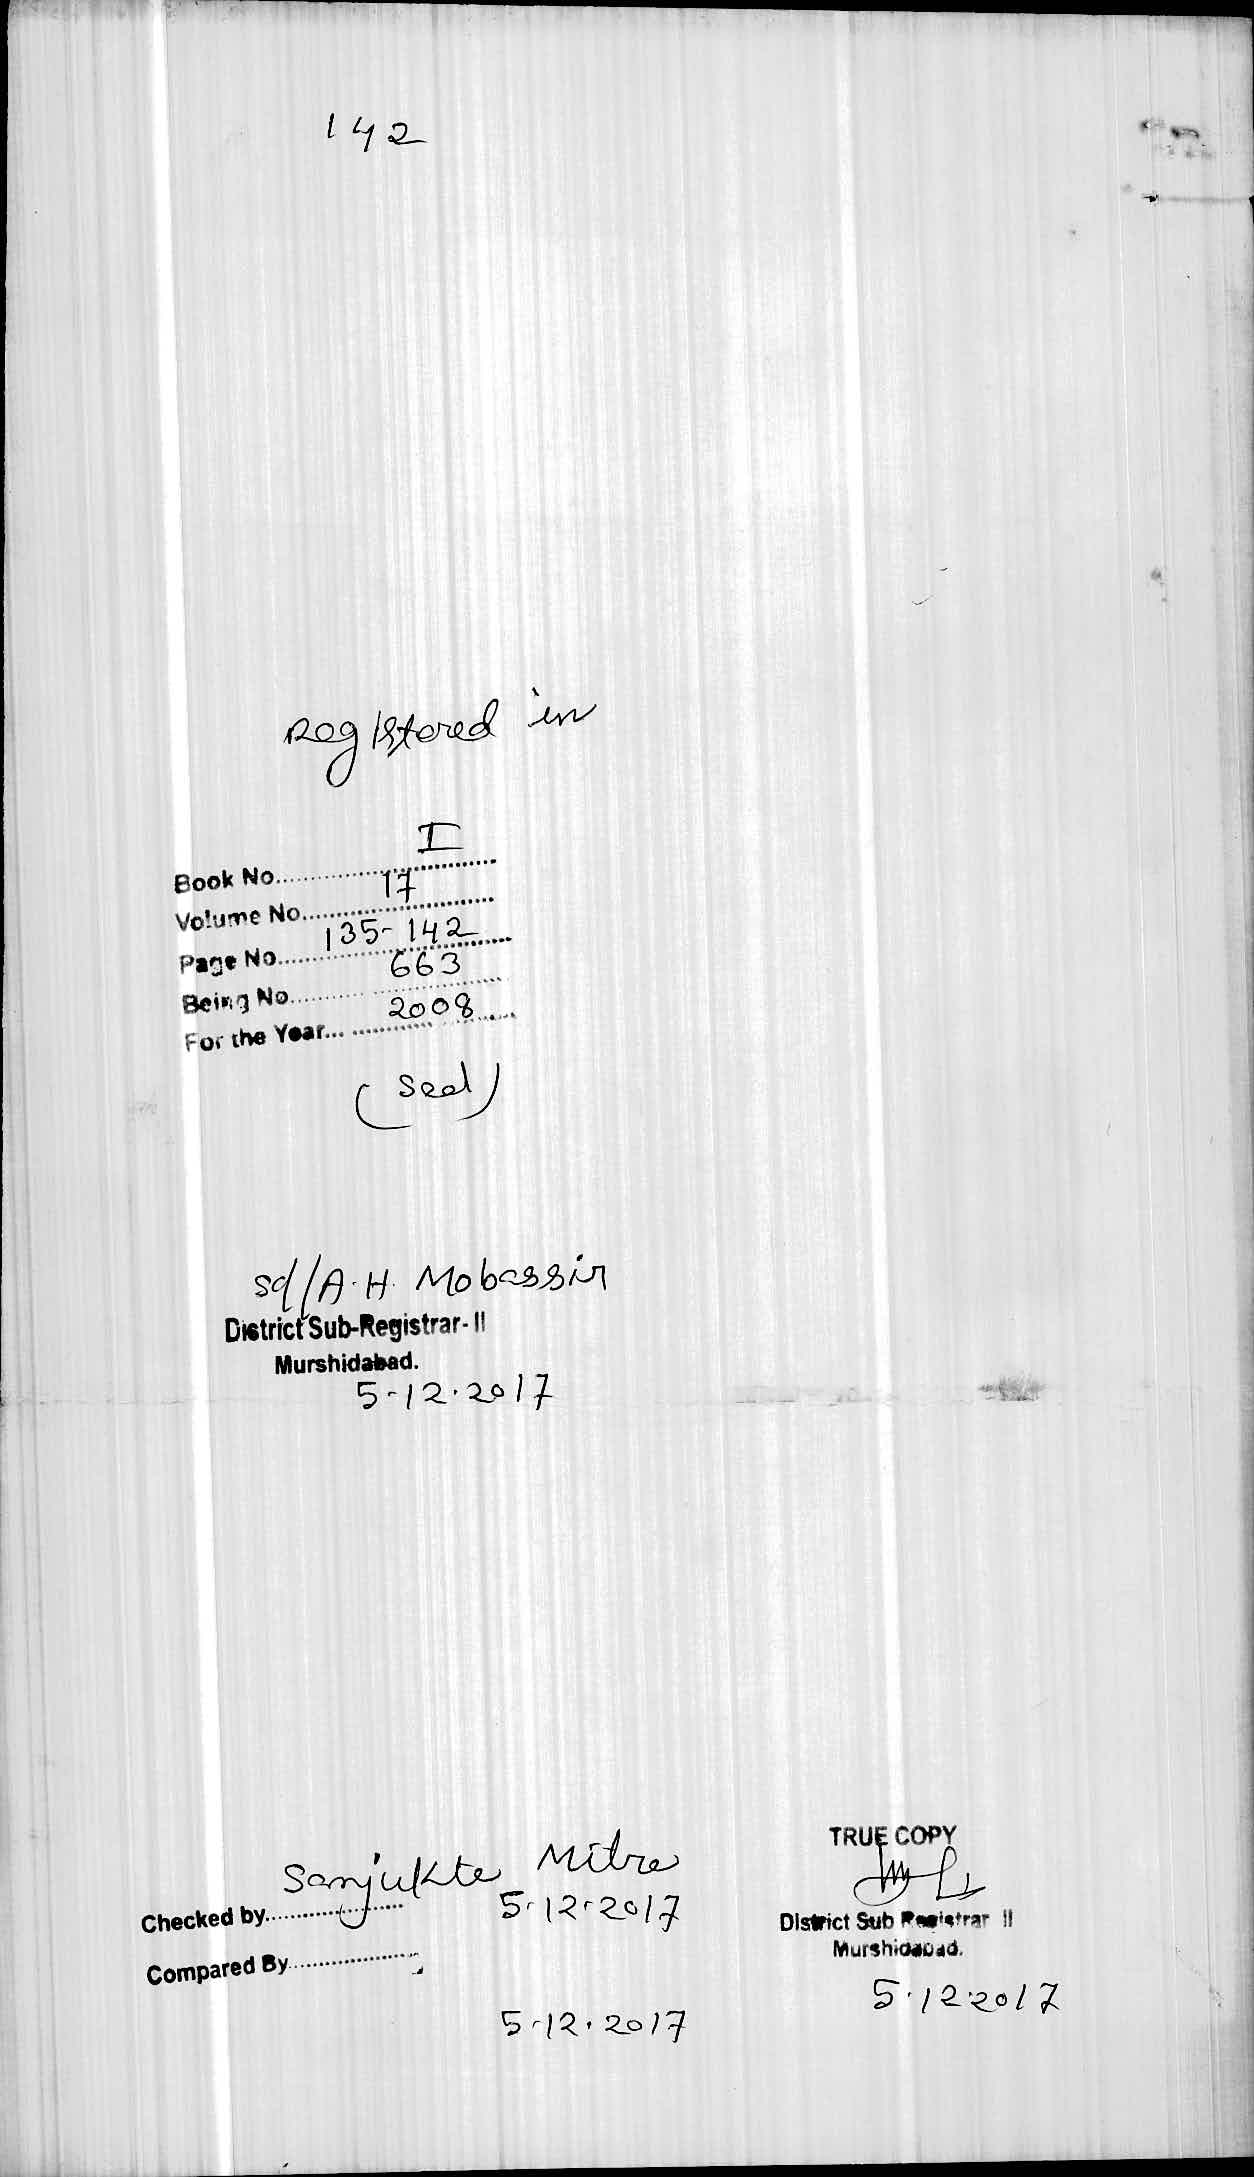 142
Registered in
Book No. I
Volume No. 17
Page No. 135-142
Being No. 663
For the Year... 2008
(Seal)
Sd/ A. H. Mobassir
District Sub-Registrar-II
Murshidabad.
5-12.2017
TRUE COPY
Checked by Sanjukta Mitra 5.12.2017
District Sub Registrar II
Murshidabad.
Compared By
5.12.2017
5.12.2017